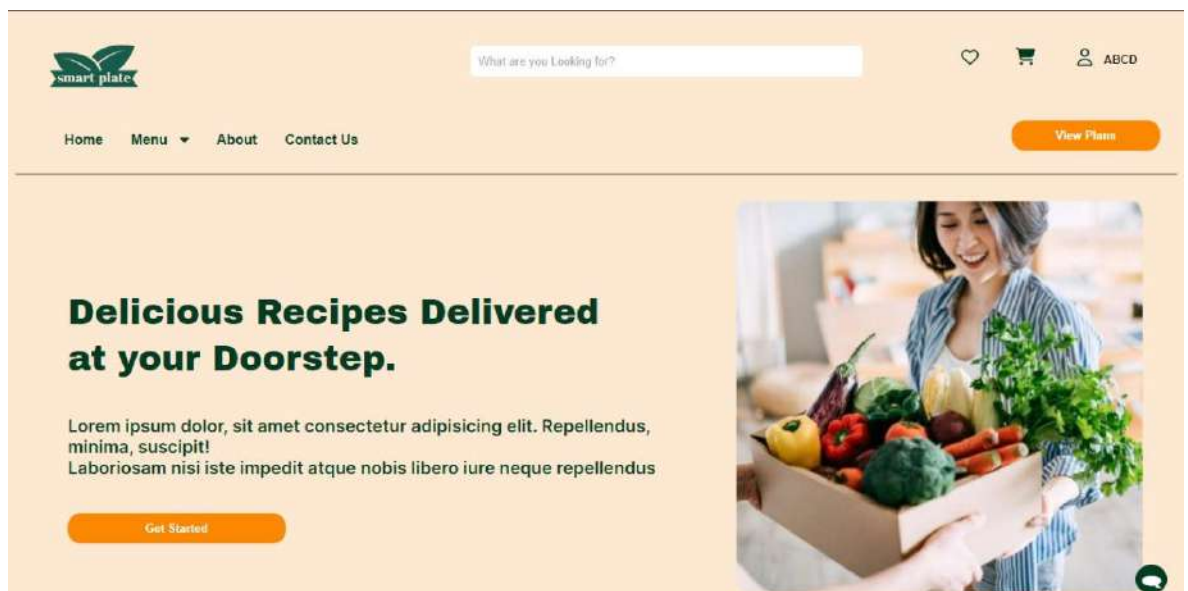 smart plate
What are you Looking for?
ABCD
Home Menu About Contact Us
View Plans
Delicious Recipes Delivered
at your Doorstep.
Lorem ipsum dolor, sit amet consectetur adipisicing elit. Repellendus,
minima, suscipit!
Laboriosam nisi iste impedit atque nobis libero iure neque repellendus
Get Started